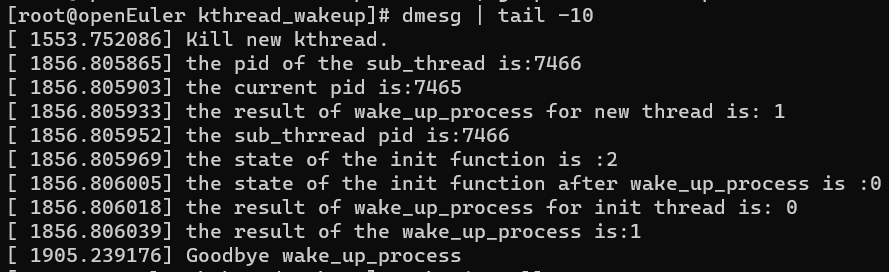 [root@openEuler kthread_wakeup]# dmesg | tail -10
[ 1553.752086] Kill new kthread.
[ 1856.805865] the pid of the sub_thread is:7466
[ 1856.805903] the current pid is:7465
[ 1856.805933] the result of wake_up_process for new thread is: 1
[ 1856.805952] the sub_thrread pid is:7466
[ 1856.805969] the state of the init function is :2
[ 1856.806005] the state of the init function after wake_up_process is :0
[ 1856.806018] the result of wake_up_process for init thread is: 0
[ 1856.806039] the result of the wake_up_process is:1
[ 1905.239176] Goodbye wake_up_process